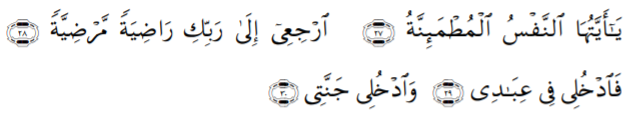 يَـٰٓأَيَّتُهَا ٱلنَّفْسُ ٱلْمُطْمَئِنَّةُ ٢٧ ٱرْجِعِىٓ إِلَىٰ رَبِّكِ رَاضِيَةً مَّرْضِيَّةً ٢٨
فَٱدْخُلِى فِى عِبَـٰدِى ٢٩ وَٱدْخُلِى جَنَّتِى ٣٠